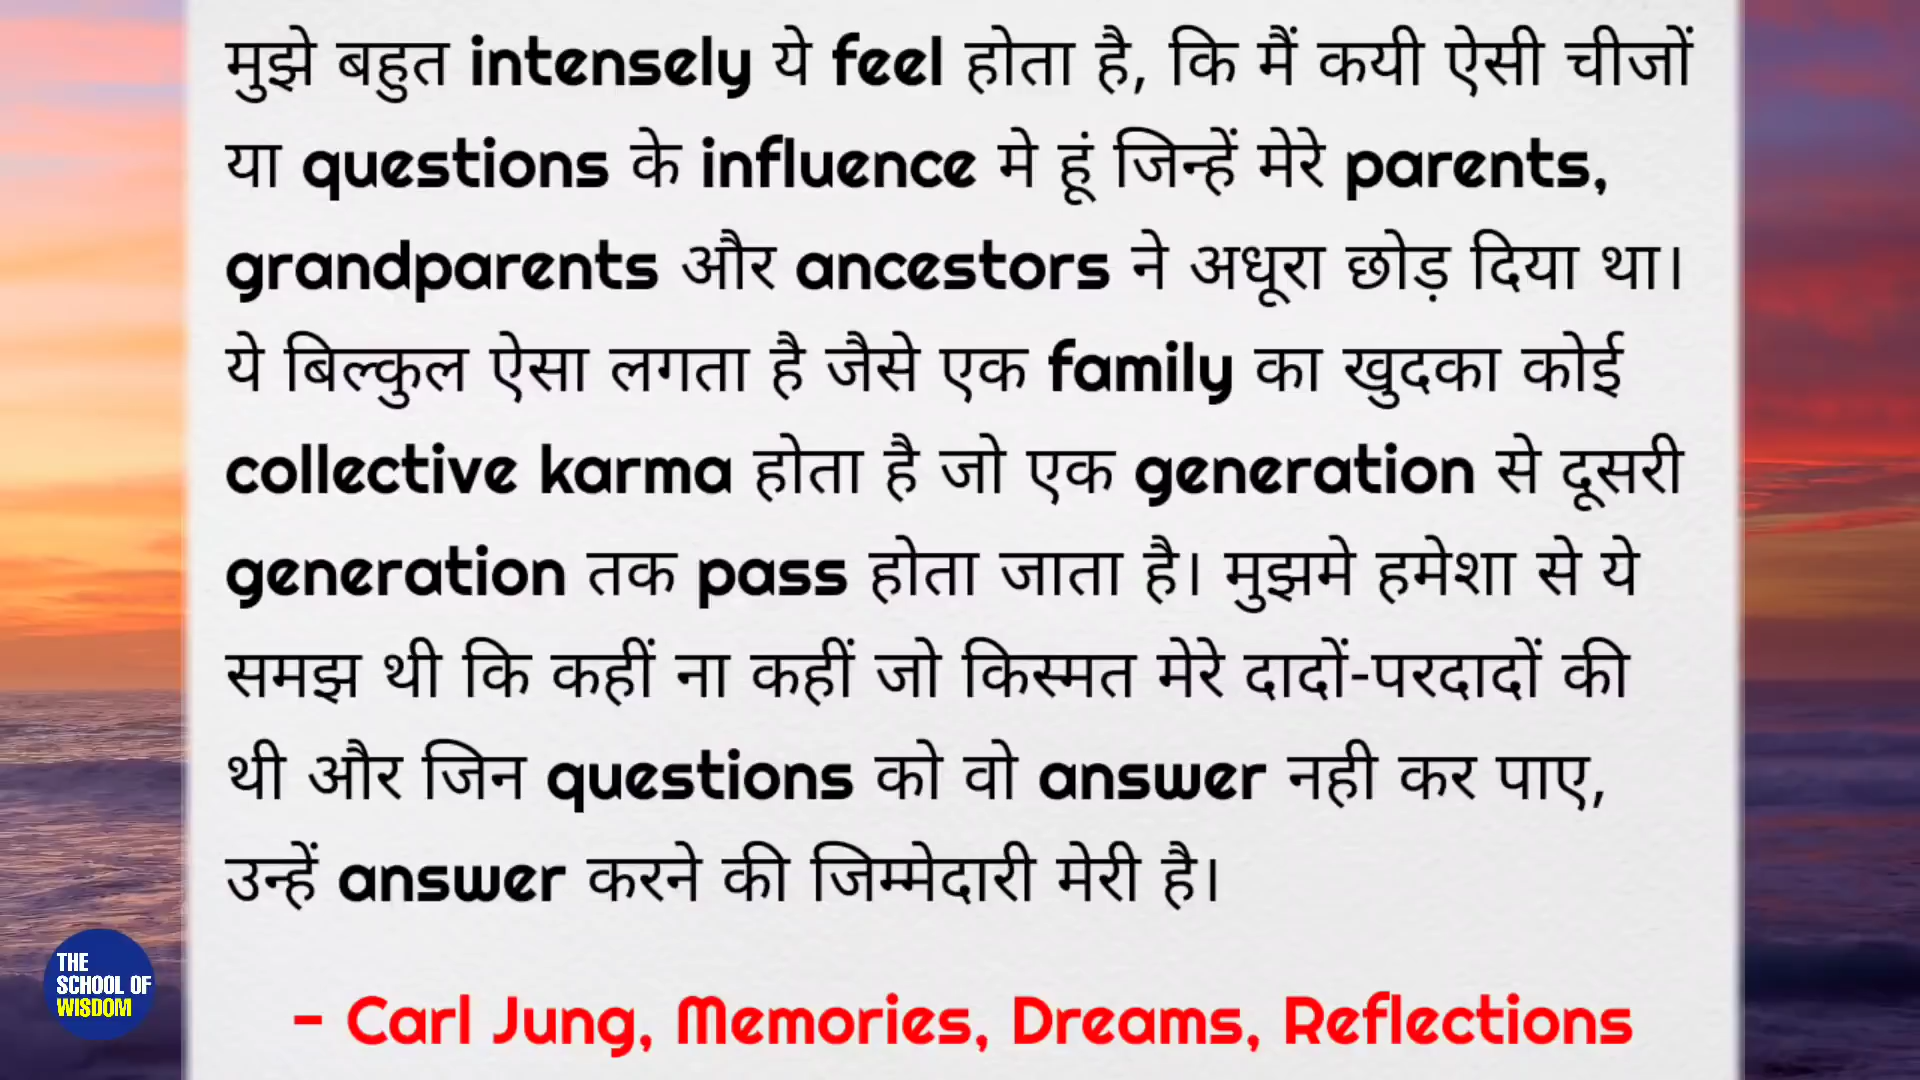 मुझे बहुत intensely ये feel होता है, कि मैं कयी ऐसी चीजों
या questions के influence मे हूं जिन्हें मेरे parents,
grandparents और ancestors ने अधूरा छोड़ दिया था।
ये बिल्कुल ऐसा लगता है जैसे एक family का खुदका कोई
collective karma होता है जो एक generation से दूसरी
generation तक pass होता जाता है। मुझमे हमेशा से ये
समझ थी कि कहीं ना कहीं जो किस्मत मेरे दादों-परदादों की
थी और जिन questions को वो answer नही कर पाए,
उन्हें answer करने की जिम्मेदारी मेरी है।
- Carl Jung, Memories, Dreams, Reflections
THE
SCHOOL OF
WISDOM